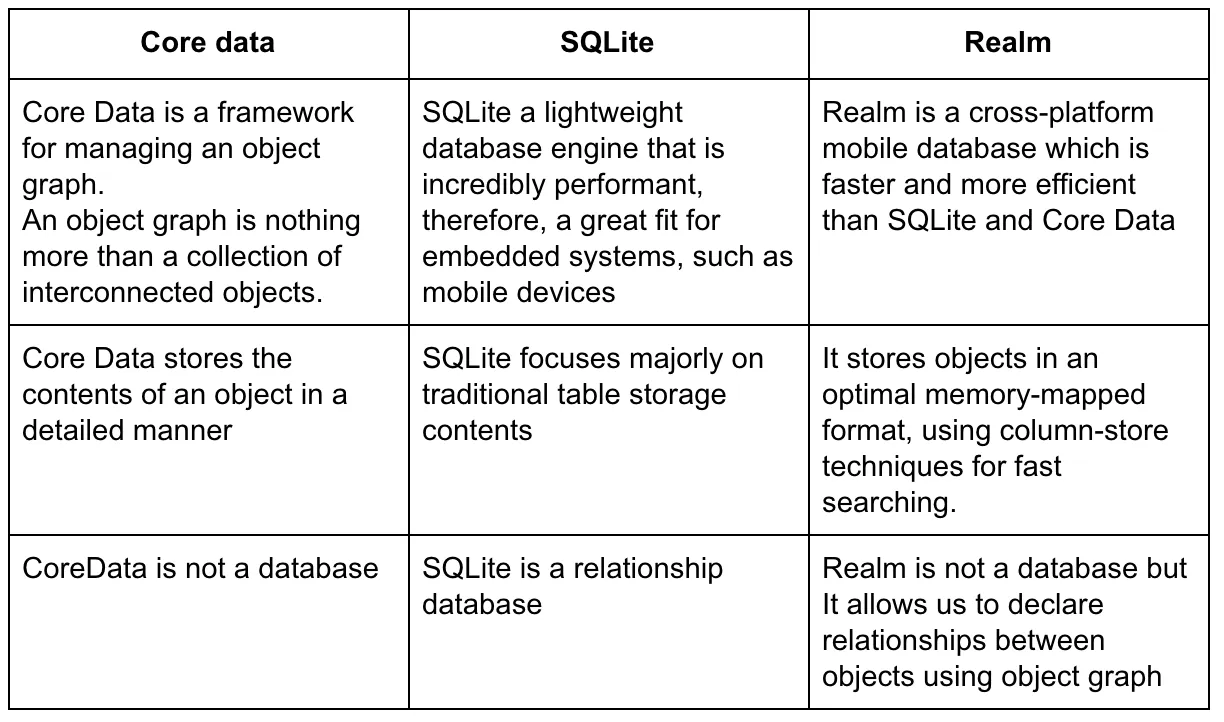 Core data
SQLite
Realm
Core Data is a framework
for managing an object
graph.
An object graph is nothing
more than a collection of
interconnected objects.
SQLite a lightweight
database engine that is
incredibly performant,
therefore, a great fit for
embedded systems, such as
mobile devices
Realm is a cross-platform
mobile database which is
faster and more efficient
than SQLite and Core Data
Core Data stores the
contents of an object in a
detailed manner
SQLite focuses majorly on
traditional table storage
contents
It stores objects in an
optimal memory-mapped
format, using column-store
techniques for fast
searching.
CoreData is not a database
SQLite is a relationship
database
Realm is not a database but
It allows us to declare
relationships between
objects using object graph